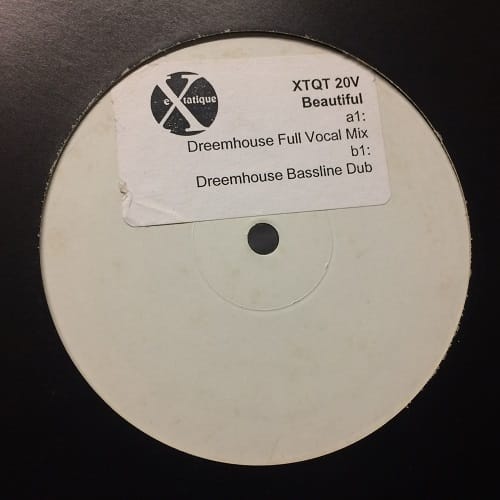 eXtatique
XTQT 20V
Beautiful
a1:
Dreemhouse Full Vocal Mix
b1:
Dreemhouse Bassline Dub